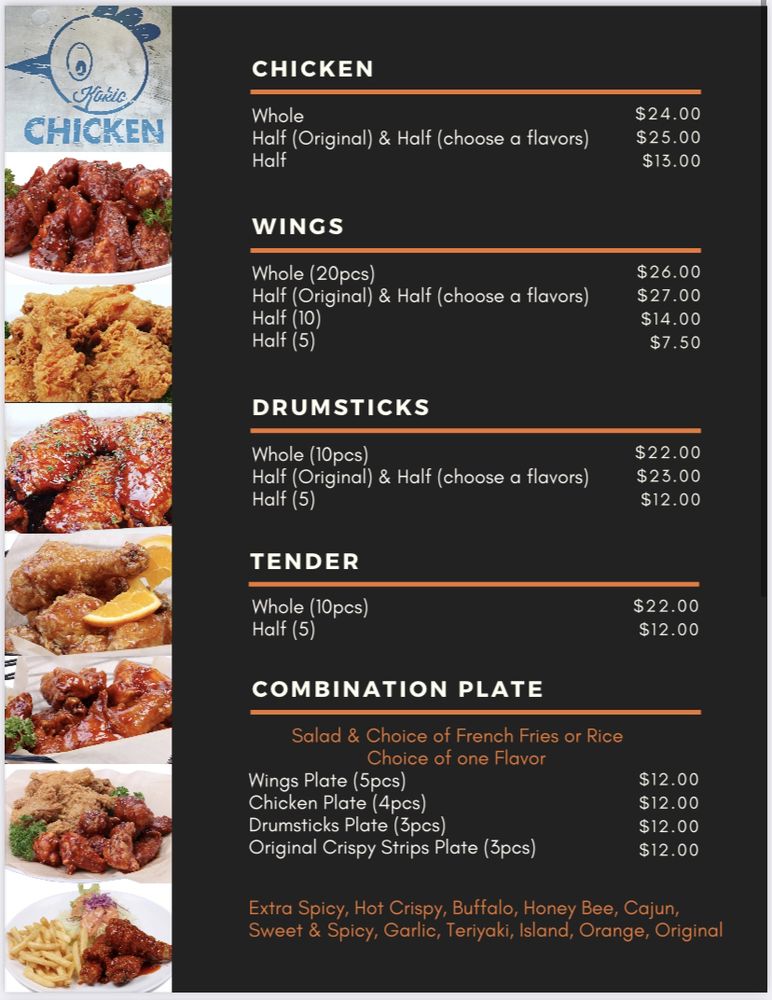 Kokio
CHICKEN
CHICKEN
Whole $24.00
Half (Original) & Half (choose a flavors) $25.00
Half $13.00
WINGS
Whole (20pcs) $26.00
Half (Original) & Half (choose a flavors) $27.00
Half (10) $14.00
Half (5) $7.50
DRUMSTICKS
Whole (10pcs) $22.00
Half (Original) & Half (choose a flavors) $23.00
Half (5) $12.00
TENDER
Whole (10pcs) $22.00
Half (5) $12.00
COMBINATION PLATE
Salad & Choice of French Fries or Rice
Choice of one Flavor
Wings Plate (5pcs) $12.00
Chicken Plate (4pcs) $12.00
Drumsticks Plate (3pcs) $12.00
Original Crispy Strips Plate (3pcs) $12.00
Extra Spicy, Hot Crispy, Buffalo, Honey Bee, Cajun,
Sweet & Spicy, Garlic, Teriyaki, Island, Orange, Original